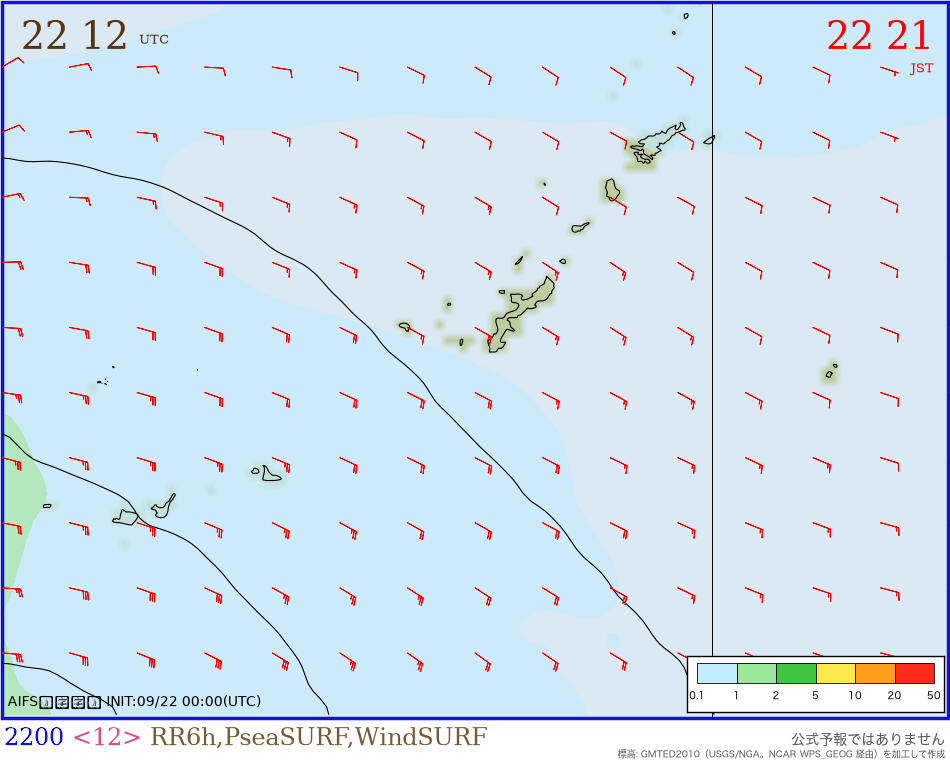 22 12 UTC
22 21
JST
0.1 1 2 5 10 20 50
AIFS INIT:09/22 00:00(UTC)
2200 <12> RR6h,PseaSURF,WindSURF
公式予報ではありません
標高: GMTED2010（USGS/NGA。NCAR WPS_GEOG 経由）を加工して作成